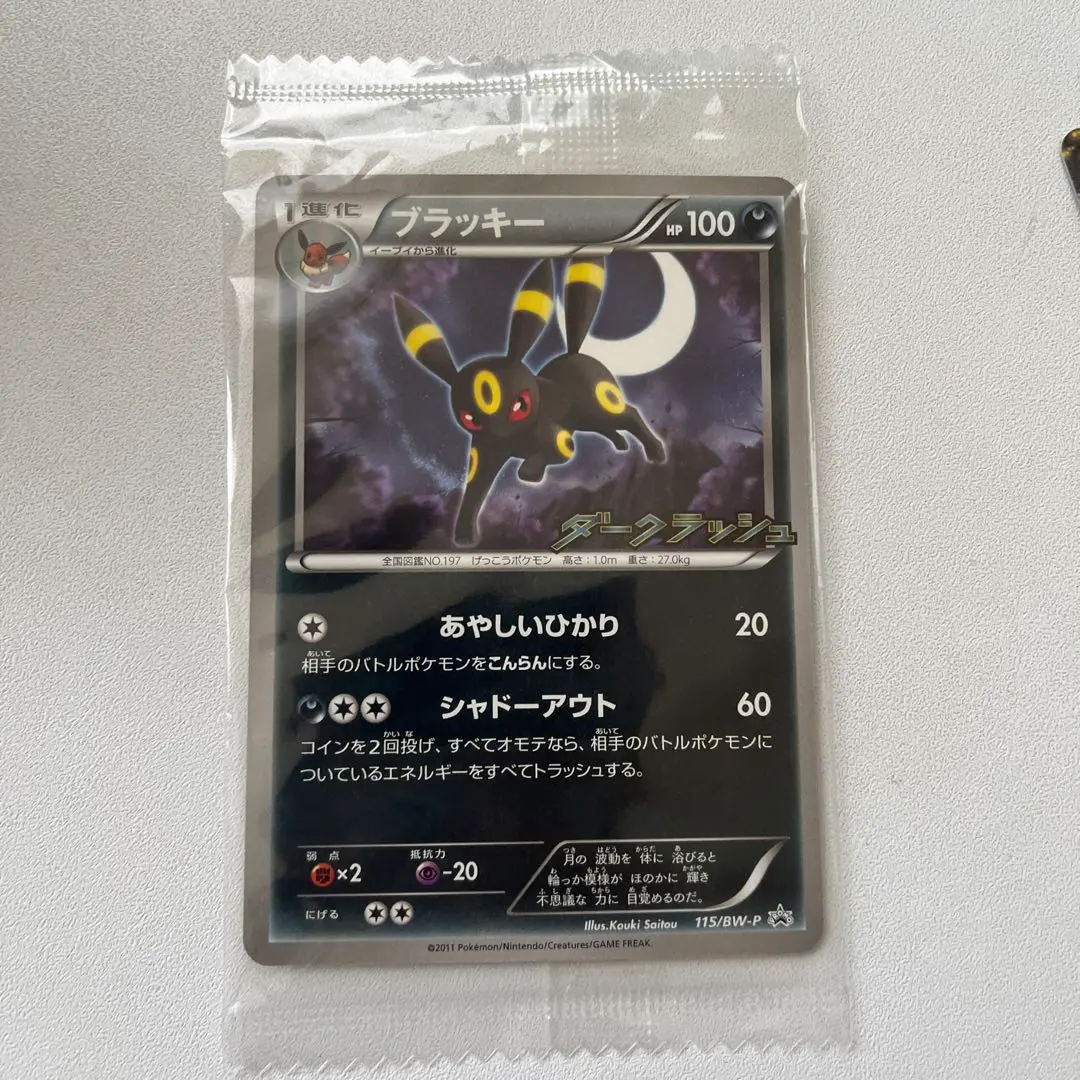 1進化
ブラッキー
HP 100
イーブイから進化
ダークラッシュ
全国図鑑NO.197 げっこうポケモン 高さ:1.0m 重さ:27.0kg
あやしいひかり 20
相手のバトルポケモンをこんらんにする。
シャドーアウト 60
コインを2回投げ、すべてオモテなら、相手のバトルポケモンに
ついているエネルギーをすべてトラッシュする。
弱点 抵抗力
×2 -20
にげる
月の 波動を 体に 浴びると
輪っか模様が ほのかに 輝き
不思議な 力に 目覚めるのだ。
Illus.Kouki Saitou 115/BW-P
©2011 Pokémon/Nintendo/Creatures/GAME FREAK.